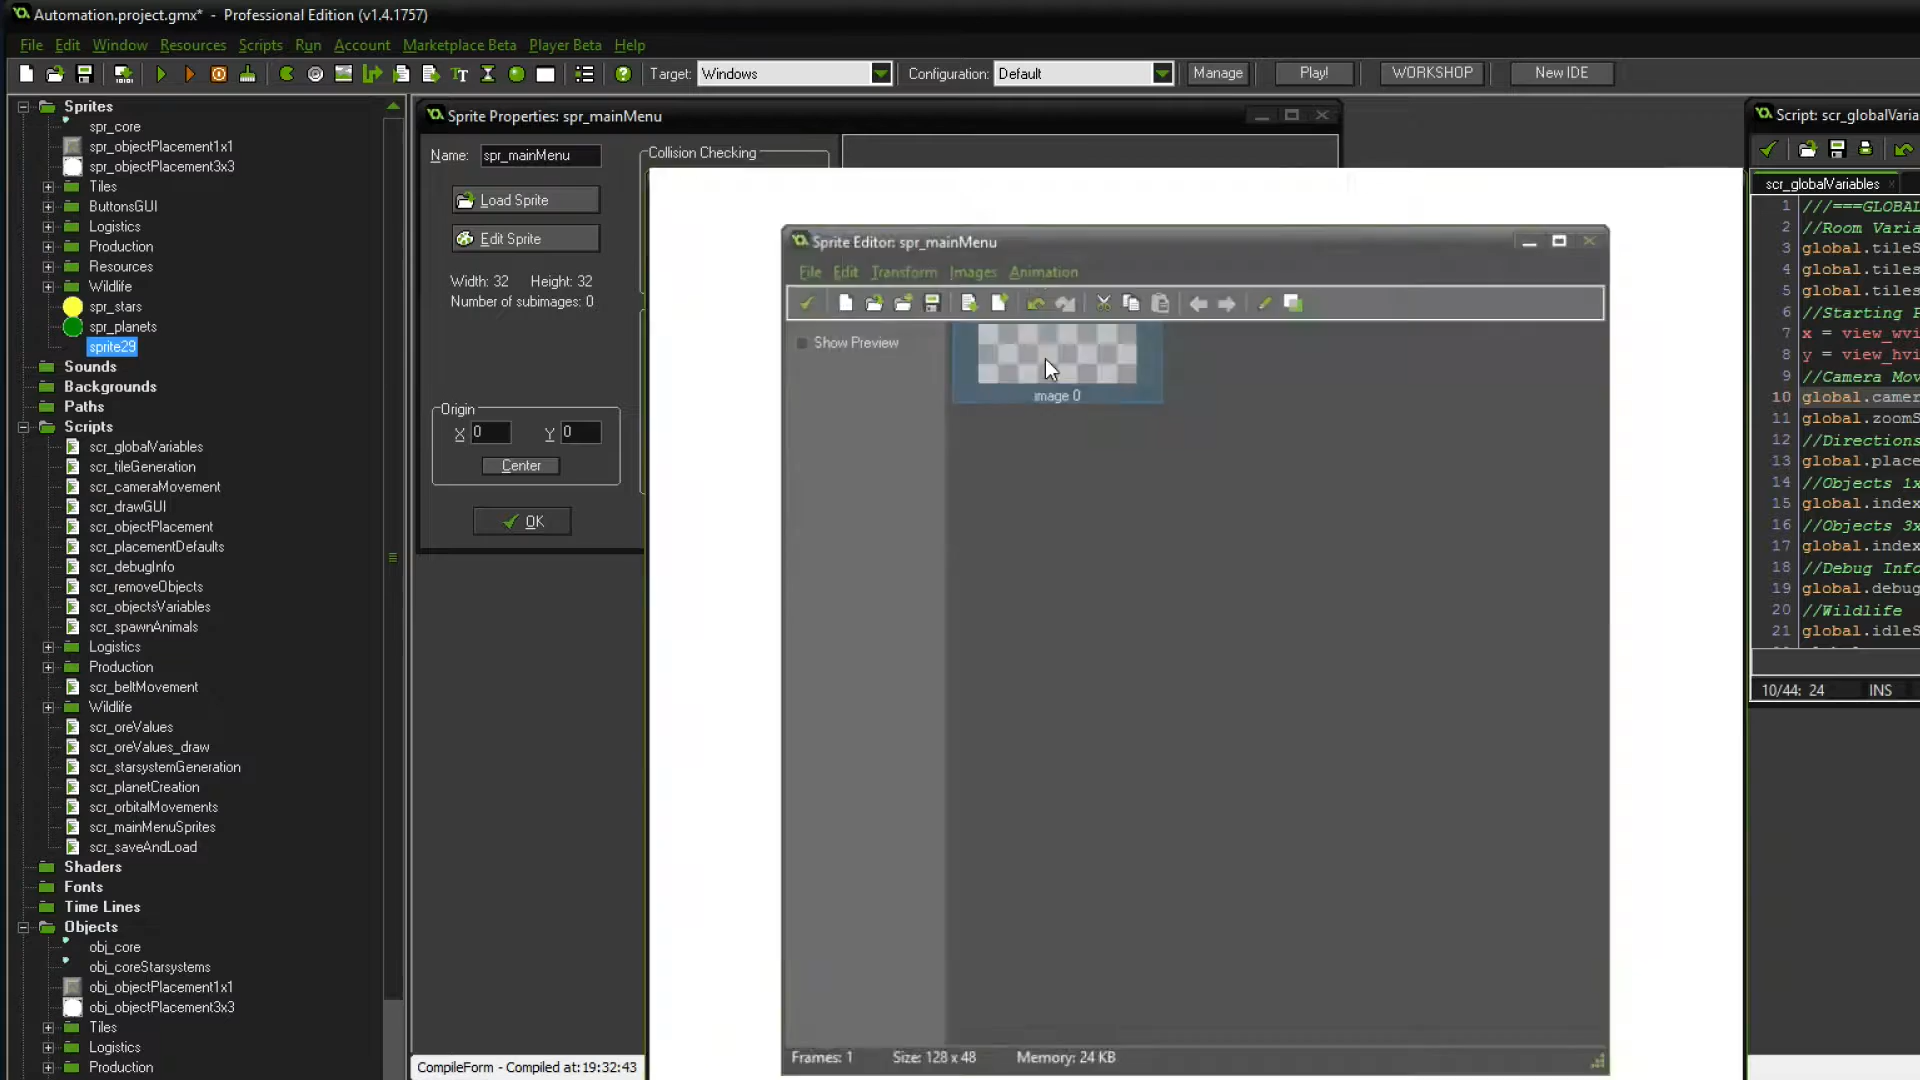 Automation.project.gmx* - Professional Edition (v1.4.1757)
File Edit Window Resources Scripts Run Account Marketplace Beta Player Beta Help
Target: Windows Configuration: Default Manage Play! WORKSHOP New IDE
Sprites
spr_core
spr_objectPlacement1x1
spr_objectPlacement3x3
Tiles
ButtonsGUI
Logistics
Production
Resources
Wildlife
spr_stars
spr_planets
sprite29
Sounds
Backgrounds
Paths
Scripts
scr_globalVariables
scr_tileGeneration
scr_cameraMovement
scr_drawGUI
scr_objectPlacement
scr_placementDefaults
scr_debugInfo
scr_removeObjects
scr_objectsVariables
scr_spawnAnimals
Logistics
Production
scr_beltMovement
Wildlife
scr_oreValues
scr_oreValues_draw
scr_starsystemGeneration
scr_planetCreation
scr_orbitalMovements
scr_mainMenuSprites
scr_saveAndLoad
Shaders
Fonts
Time Lines
Objects
obj_core
obj_coreStarsystems
obj_objectPlacement1x1
obj_objectPlacement3x3
Tiles
Logistics
Production
Sprite Properties: spr_mainMenu
Name: spr_mainMenu
Collision Checking
Load Sprite
Edit Sprite
Width: 32 Height: 32
Number of subimages: 0
Origin
X 0 Y 0
Center
OK
CompileForm - Compiled at:19:32:43
Sprite Editor: spr_mainMenu
File Edit Transform Images Animation
Show Preview
image 0
Frames: 1 Size: 128 x 48 Memory: 24 KB
Script: scr_globalVaria
scr_globalVariables
1 ///===GLOBAL
2 //Room Varia
3 global.tileS
4 global.tiles
5 global.tiles
6 //Starting P
7 x = view_wvi
8 y = view_hvi
9 //Camera Mov
10 global.camer
11 global.zoomS
12 //Directions
13 global.place
14 //Objects 1x
15 global.index
16 //Objects 3x
17 global.index
18 //Debug Info
19 global.debug
20 //Wildlife
21 global.idleS
10/44: 24 INS